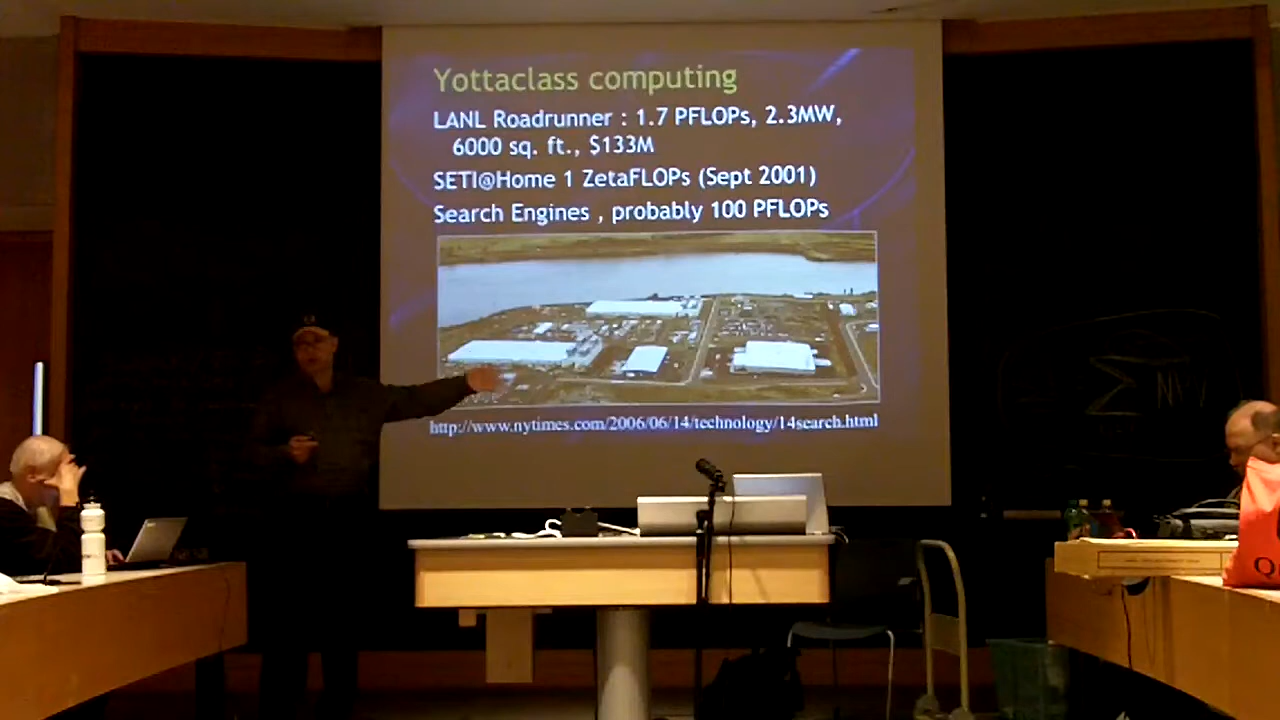 Yottaclass computing
LANL Roadrunner : 1.7 PFLOPs, 2.3MW,
6000 sq. ft., $133M
SETI@Home 1 ZetaFLOPs (Sept 2001)
Search Engines , probably 100 PFLOPs
http://www.nytimes.com/2006/06/14/technology/14search.html
Σ
Q